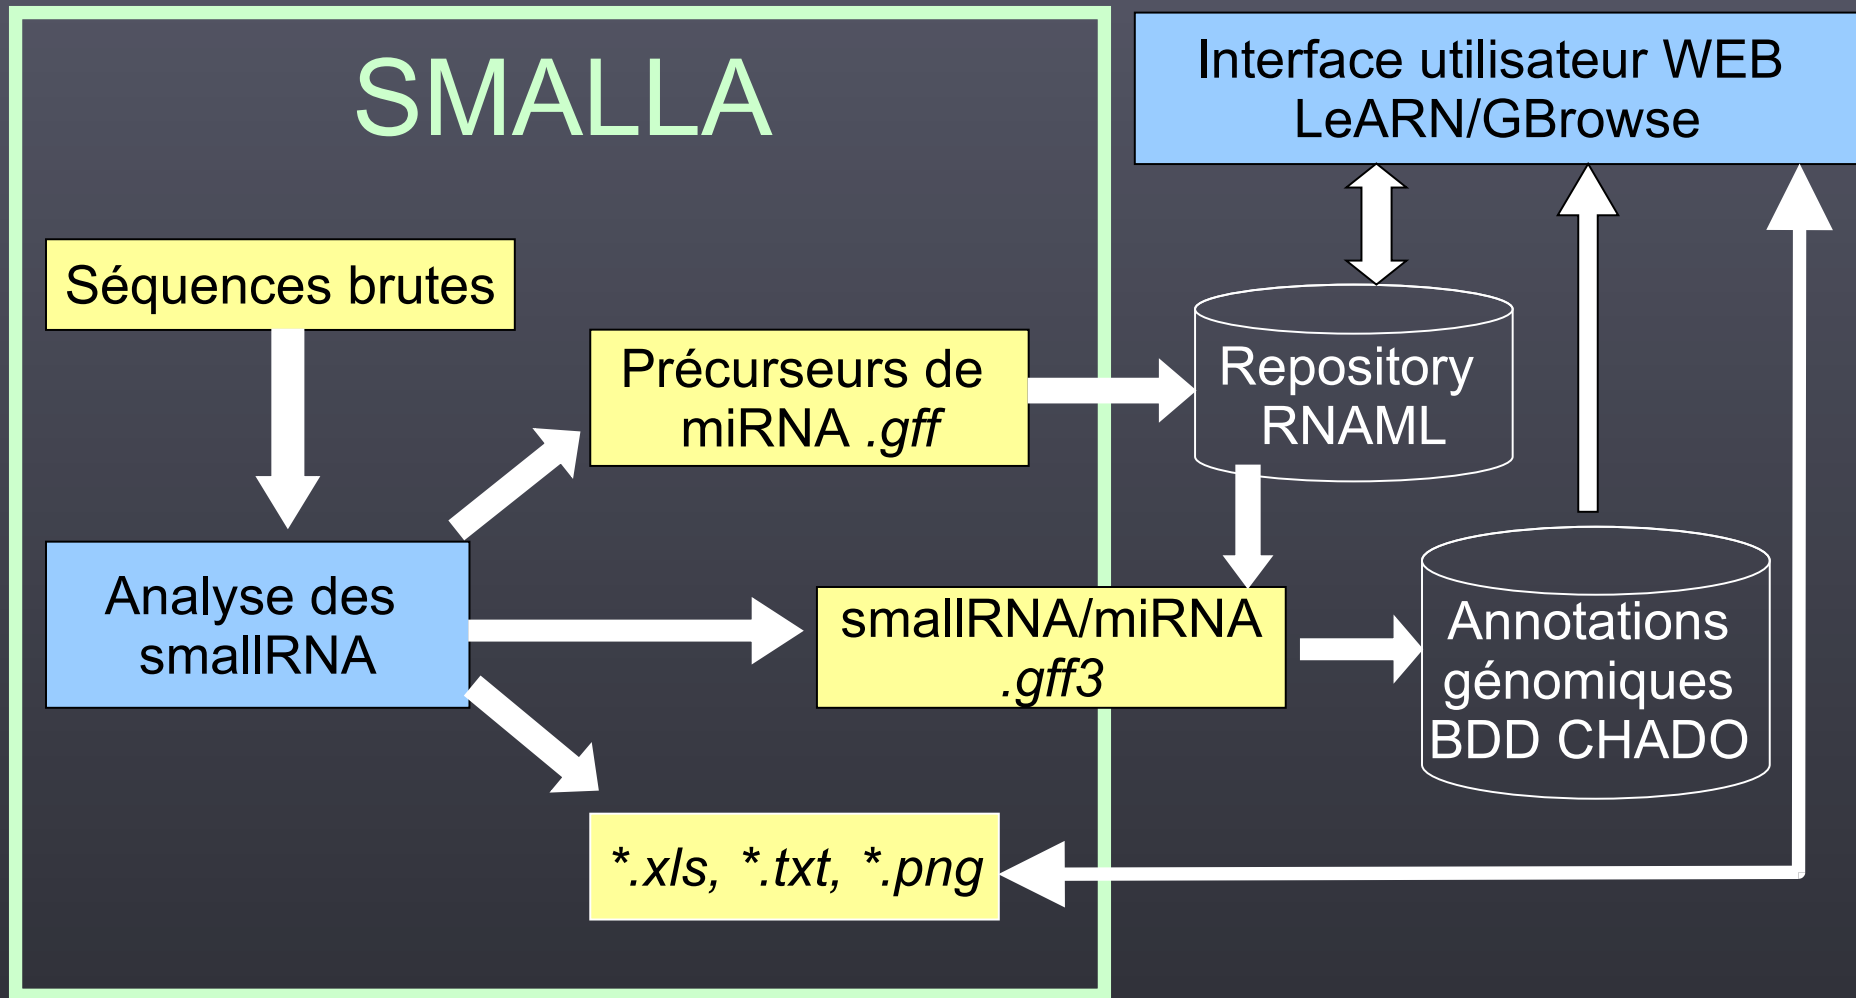 SMALLA
Interface utilisateur WEB
LeARN/GBrowse
Séquences brutes
Précurseurs de
miRNA .gff
Repository
RNAML
Analyse des
smallRNA
smallRNA/miRNA
.gff3
Annotations
génomiques
BDD CHADO
*.xls, *.txt, *.png